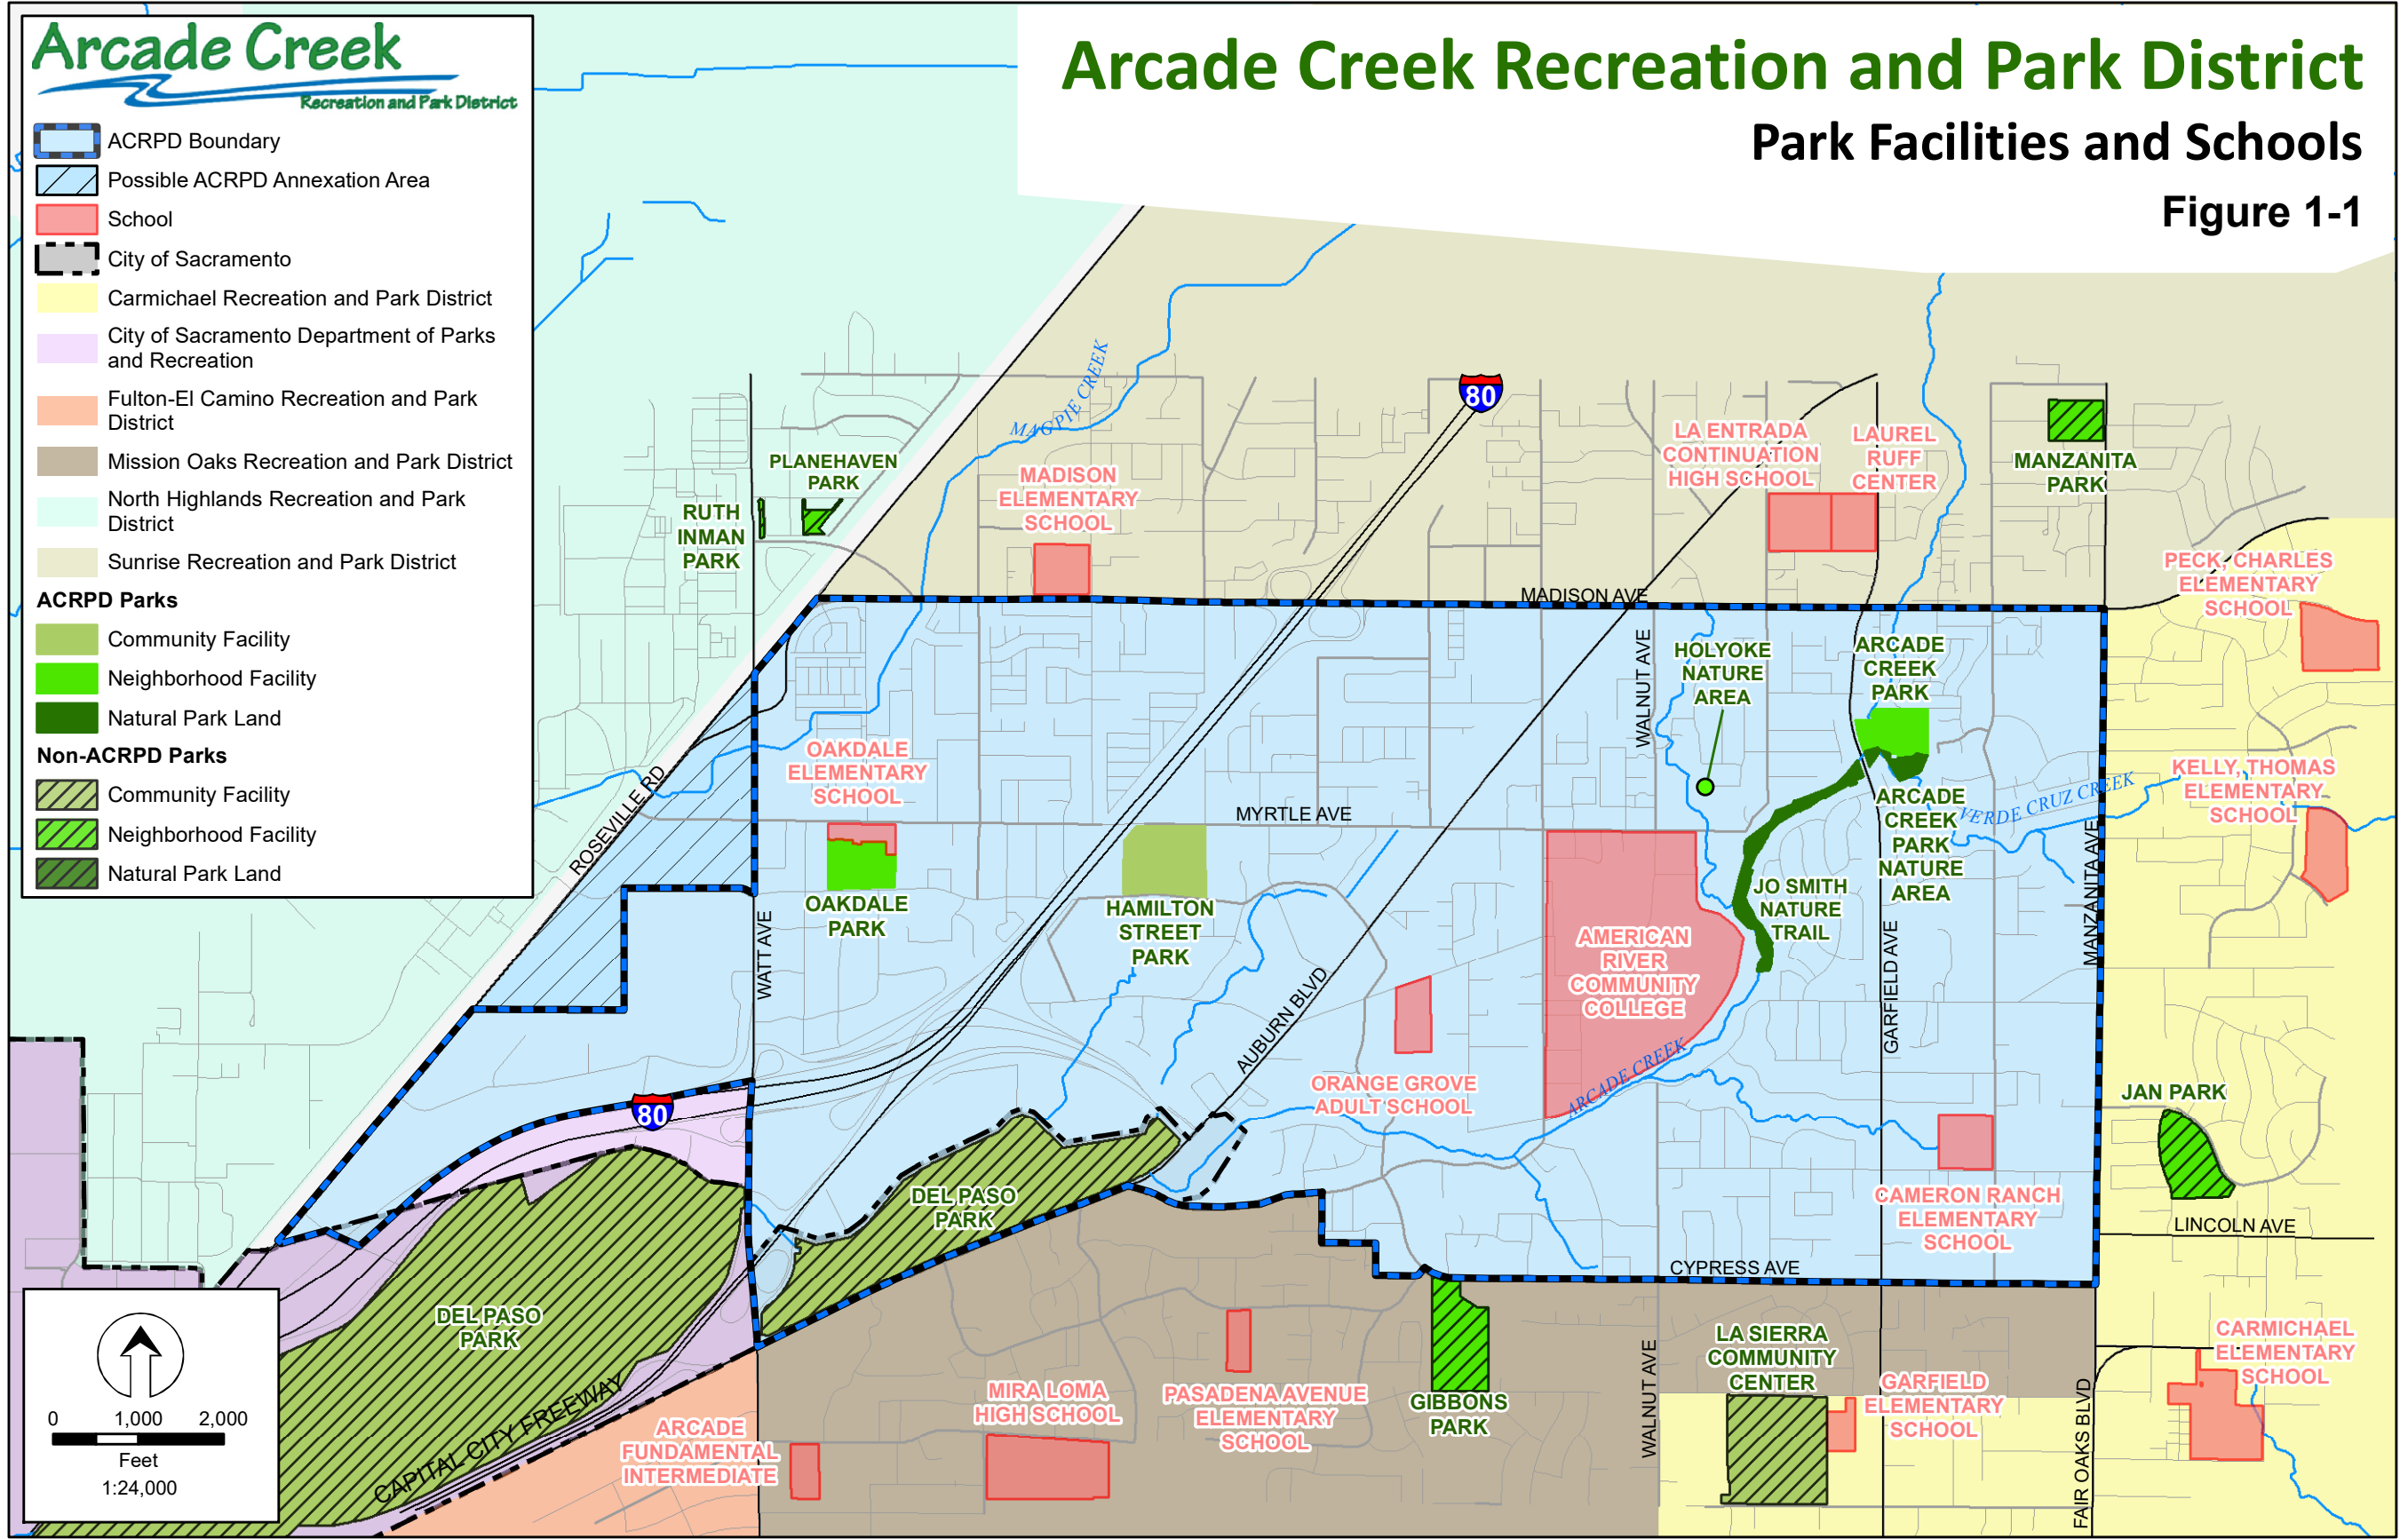 Arcade Creek
Recreation and Park District
ACRPD Boundary
Possible ACRPD Annexation Area
School
City of Sacramento
Carmichael Recreation and Park District
City of Sacramento Department of Parks
and Recreation
Fulton-El Camino Recreation and Park
District
Mission Oaks Recreation and Park District
North Highlands Recreation and Park
District
Sunrise Recreation and Park District
ACRPD Parks
Community Facility
Neighborhood Facility
Natural Park Land
Non-ACRPD Parks
Community Facility
Neighborhood Facility
Natural Park Land
Arcade Creek Recreation and Park District
Park Facilities and Schools
Figure 1-1
MAGPIE CREEK
80
PLANEHAVEN
PARK
RUTH
INMAN
PARK
MADISON
ELEMENTARY
SCHOOL
LA ENTRADA
CONTINUATION
HIGH SCHOOL
LAUREL
RUFF
CENTER
MANZANITA
PARK
PECK, CHARLES
ELEMENTARY
SCHOOL
MADISON AVE
WALNUT AVE
HOLYOKE
NATURE
AREA
ARCADE
CREEK
PARK
OAKDALE
ELEMENTARY
SCHOOL
ROSEVILLE RD
MYRTLE AVE
ARCADE
CREEK
PARK
NATURE
AREA
VERDE CRUZ CREEK
KELLY, THOMAS
ELEMENTARY
SCHOOL
MANZANITA AVE
OAKDALE
PARK
WATT AVE
HAMILTON
STREET
PARK
JO SMITH
NATURE
TRAIL
AMERICAN
RIVER
COMMUNITY
COLLEGE
GARFIELD AVE
AUBURN BLVD
ARCADE CREEK
ORANGE GROVE
ADULT SCHOOL
80
JAN PARK
DEL PASO
PARK
CAMERON RANCH
ELEMENTARY
SCHOOL
LINCOLN AVE
CYPRESS AVE
DEL PASO
PARK
CAPITAL CITY FREEWAY
ARCADE
FUNDAMENTAL
INTERMEDIATE
MIRA LOMA
HIGH SCHOOL
PASADENA AVENUE
ELEMENTARY
SCHOOL
GIBBONS
PARK
WALNUT AVE
LA SIERRA
COMMUNITY
CENTER
GARFIELD
ELEMENTARY
SCHOOL
FAIR OAKS BLVD
CARMICHAEL
ELEMENTARY
SCHOOL
0 1,000 2,000
Feet
1:24,000